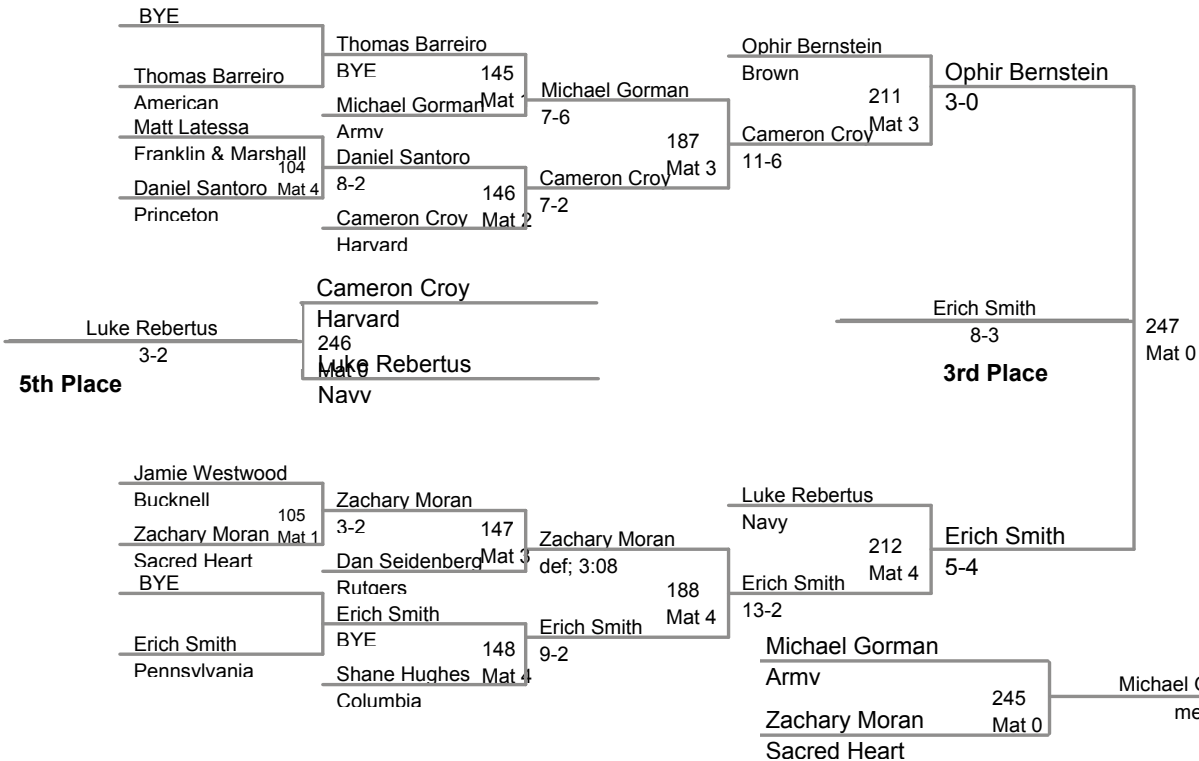 BYE
Thomas Barreiro
American
Matt Latessa
Franklin & Marshall
104
Mat 4
Daniel Santoro
Princeton
Thomas Barreiro
BYE
145
Mat 1
Michael Gorman
Army
Daniel Santoro
8-2
146
Mat 2
Cameron Croy
Harvard
Michael Gorman
7-6
187
Mat 3
Cameron Croy
7-2
Ophir Bernstein
Brown
211
Mat 3
Cameron Croy
11-6
Ophir Bernstein
3-0
Cameron Croy
Harvard
246
Mat 0
Luke Rebertus
Navy
Luke Rebertus
3-2
5th Place
Erich Smith
8-3
3rd Place
247
Mat 0
Jamie Westwood
Bucknell
105
Mat 1
Zachary Moran
Sacred Heart
BYE
Erich Smith
Pennsylvania
Zachary Moran
3-2
147
Mat 3
Dan Seidenberg
Rutgers
Erich Smith
BYE
148
Mat 4
Shane Hughes
Columbia
Zachary Moran
def; 3:08
188
Mat 4
Erich Smith
9-2
Luke Rebertus
Navy
212
Mat 4
Erich Smith
13-2
Erich Smith
5-4
Michael Gorman
Army
245
Mat 0
Zachary Moran
Sacred Heart
Michael